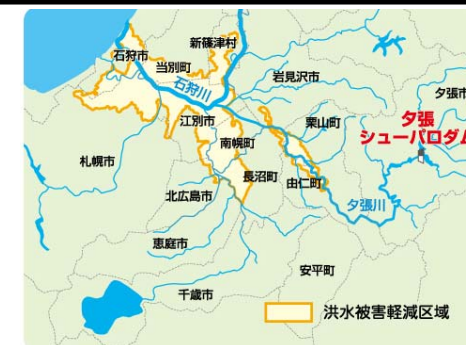 新篠津村
石狩市
当別町
石狩川
岩見沢市
夕張市
江別市
栗山町
夕張
シューパロダム
南幌町
札幌市
長沼町
由仁町
北広島市
夕張川
恵庭市
安平町
千歳市
洪水被害軽減区域